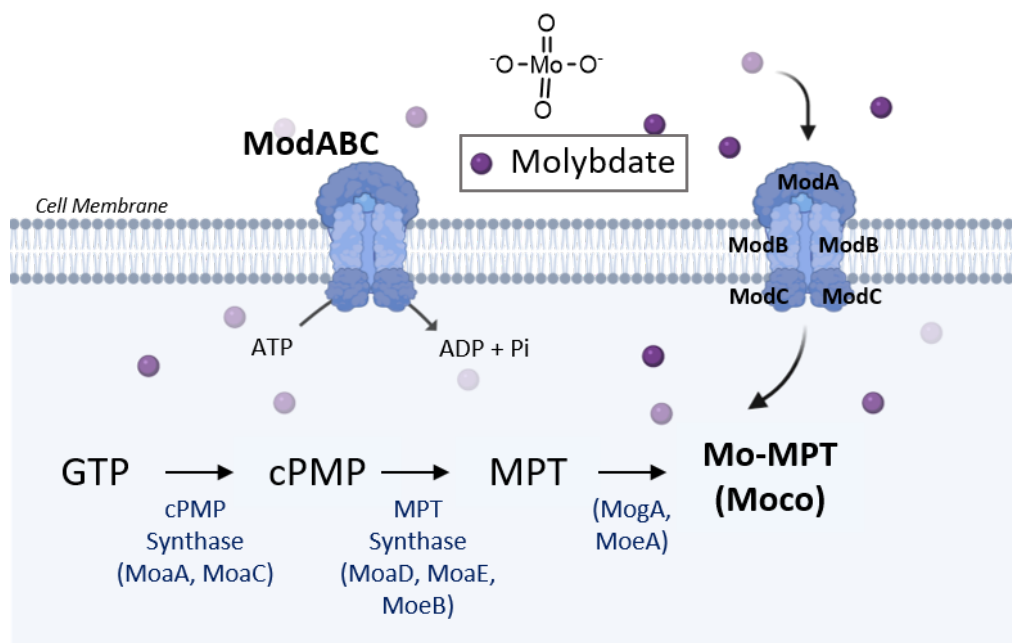 O
⁻O-Mo-O⁻
O
ModABC
Molybdate
Cell Membrane
ModA
ModB ModB
ModC ModC
ATP
ADP + Pi
GTP
cPMP
MPT
Mo-MPT
(Moco)
cPMP
Synthase
(MoaA, MoaC)
MPT
Synthase
(MoaD, MoaE,
MoeB)
(MogA,
MoeA)